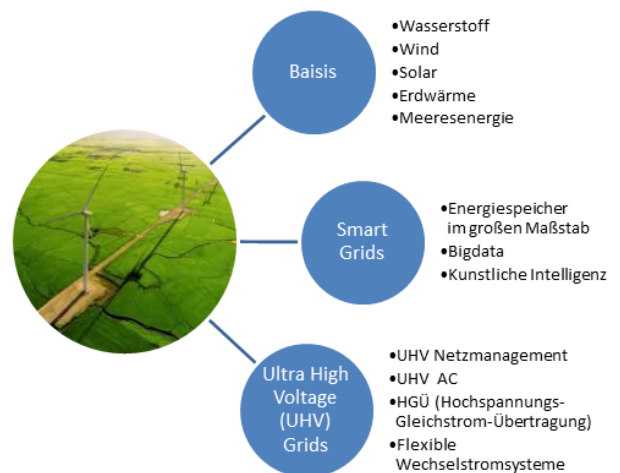 Baisis
•Wasserstoff
•Wind
•Solar
•Erdwärme
•Meeresenergie
Smart
Grids
•Energiespeicher
im großen Maßstab
•Bigdata
•Kunstliche Intelligenz
Ultra High
Voltage
(UHV)
Grids
•UHV Netzmanagement
•UHV AC
•HGÜ (Hochspannungs-
Gleichstrom-Übertragung)
•Flexible
Wechselstromsysteme